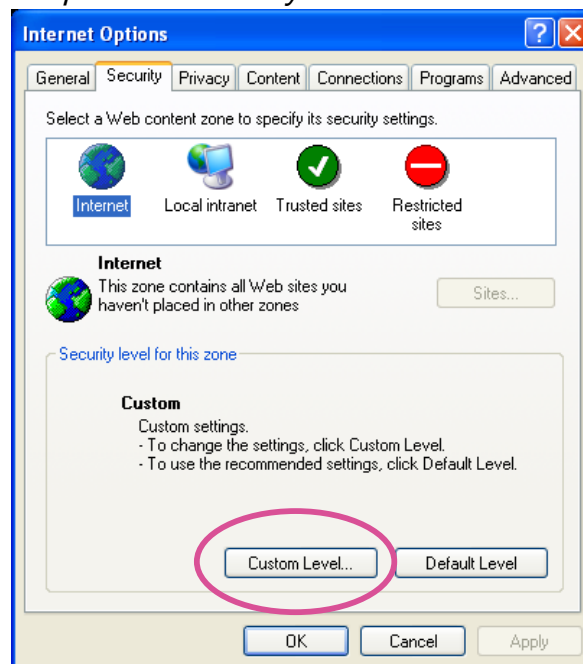 Internet Options
General Security Privacy Content Connections Programs Advanced
Select a Web content zone to specify its security settings.
Internet Local intranet Trusted sites Restricted sites
Internet
This zone contains all Web sites you
haven't placed in other zones
Sites...
Security level for this zone
Custom
Custom settings.
- To change the settings, click Custom Level.
- To use the recommended settings, click Default Level.
Custom Level... Default Level
OK Cancel Apply